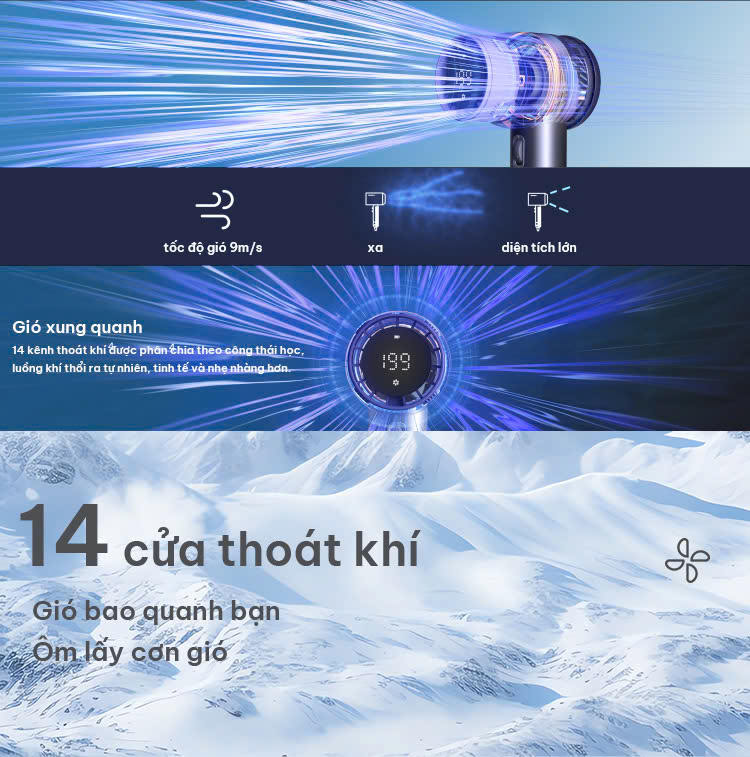 199
tốc độ gió 9m/s
xa
diện tích lớn
Gió xung quanh
14 kênh thoát khí được phân chia theo công thái học,
luồng khí thổi ra tự nhiên, tinh tế và nhẹ nhàng hơn.
199
14 cửa thoát khí
Gió bao quanh bạn
Ôm lấy cơn gió